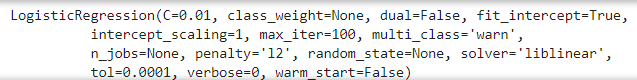 LogisticRegression(C=0.01, class_weight=None, dual=False, fit_intercept=True,
intercept_scaling=1, max_iter=100, multi_class='warn',
n_jobs=None, penalty='l2', random_state=None, solver='liblinear',
tol=0.0001, verbose=0, warm_start=False)